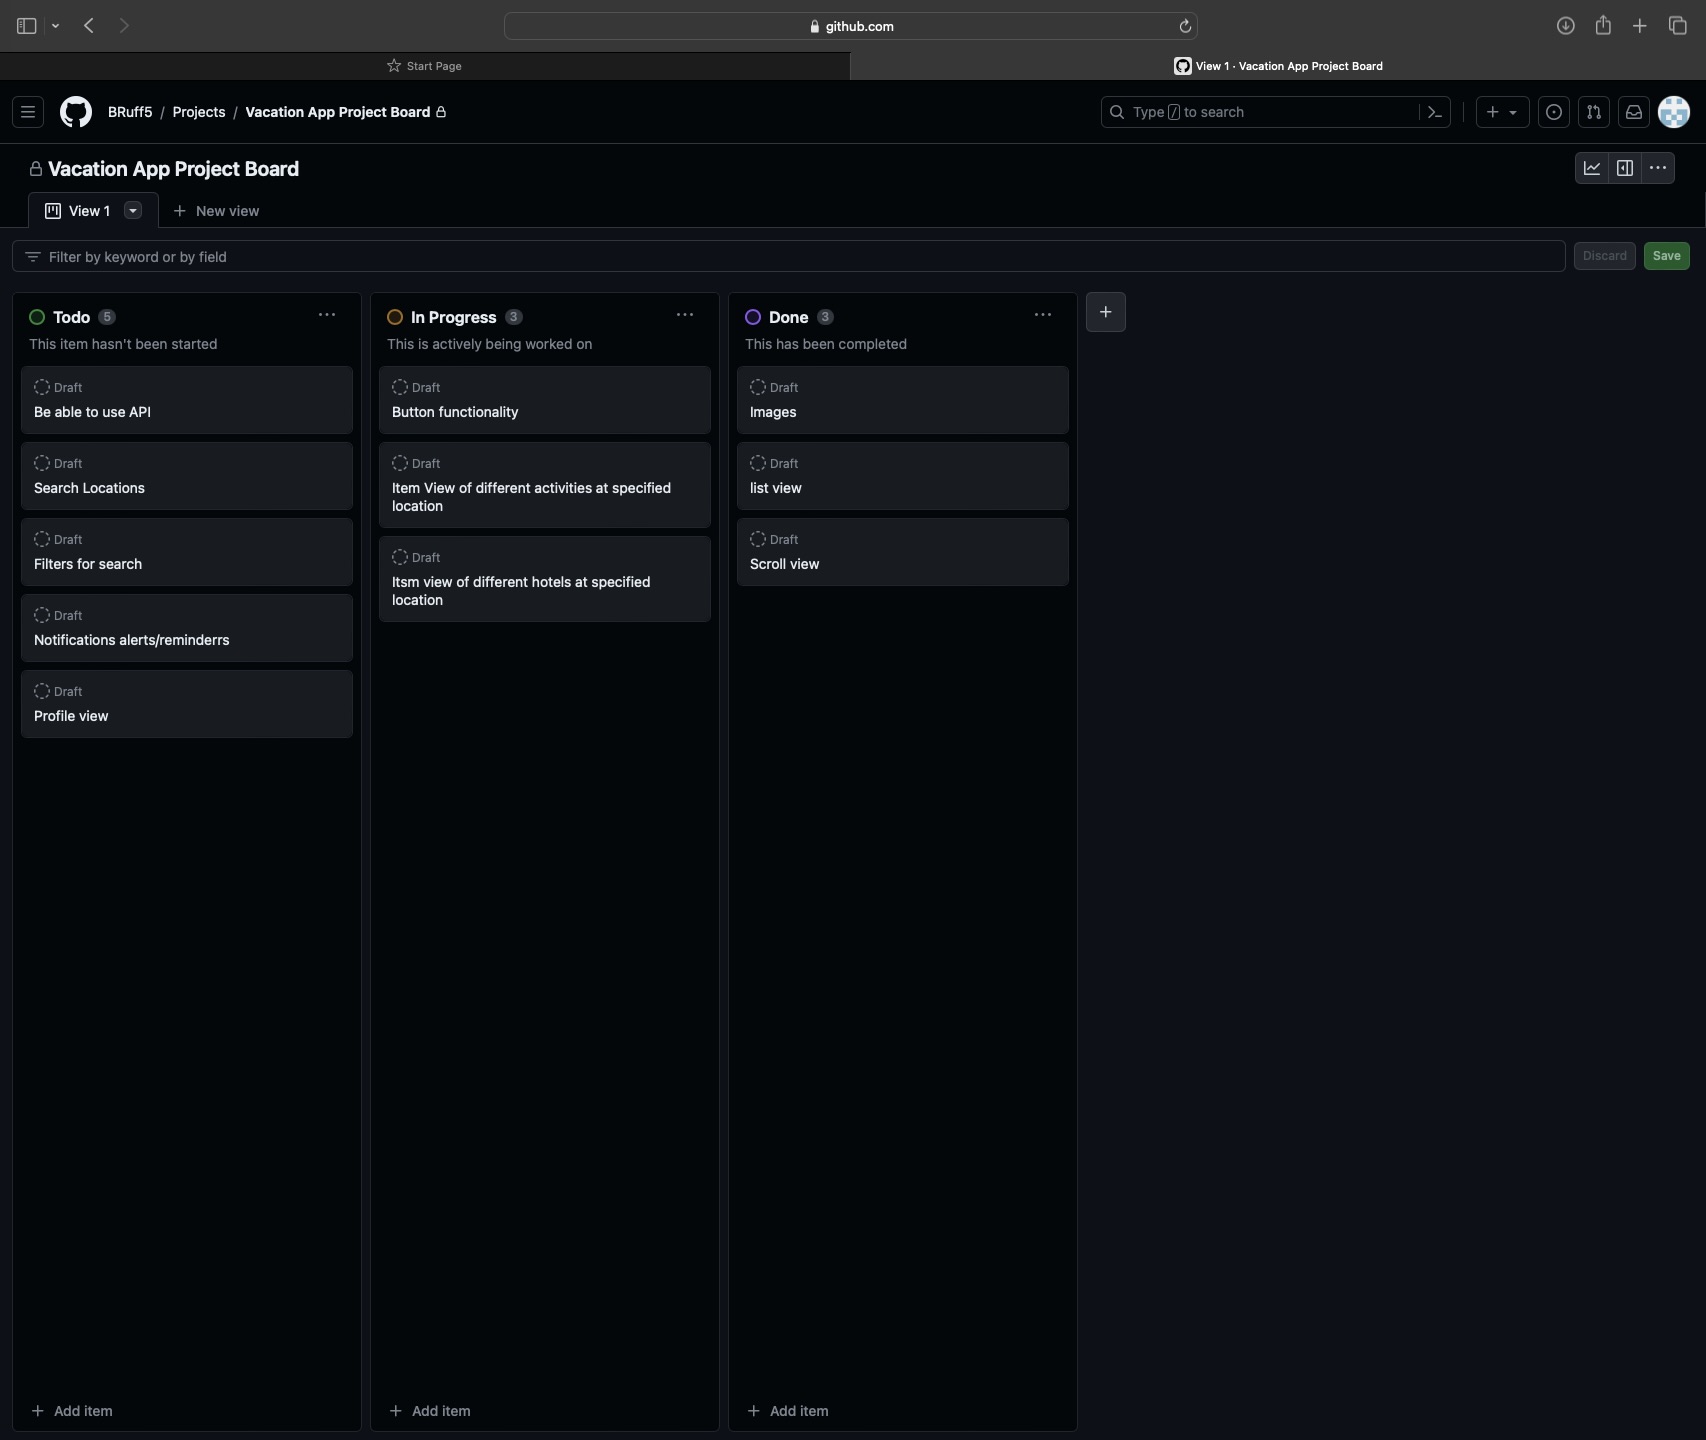 github.com
Start Page
View 1 · Vacation App Project Board
BRuff5 / Projects / Vacation App Project Board
Type / to search
Vacation App Project Board
View 1
New view
Filter by keyword or by field
Discard
Save
Todo 5
This item hasn't been started
Draft
Be able to use API
Draft
Search Locations
Draft
Filters for search
Draft
Notifications alerts/reminderrs
Draft
Profile view
Add item
In Progress 3
This is actively being worked on
Draft
Button functionality
Draft
Item View of different activities at specified
location
Draft
Itsm view of different hotels at specified
location
Add item
Done 3
This has been completed
Draft
Images
Draft
list view
Draft
Scroll view
Add item